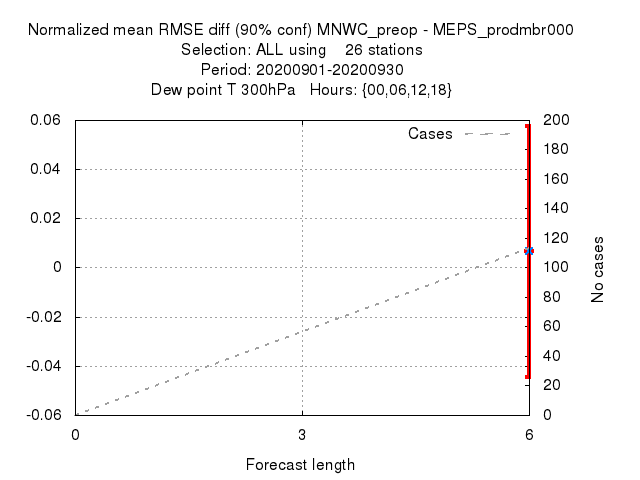 Normalized mean RMSE diff (90% conf) MNWC_preop - MEPS_prodmbr000
Selection: ALL using 26 stations
Period: 20200901-20200930
Dew point T 300hPa Hours: {00,06,12,18}
Cases
0.06
0.04
0.02
0
-0.02
-0.04
-0.06
200
180
160
140
120
100
80
60
40
20
0
No cases
0 3 6
Forecast length